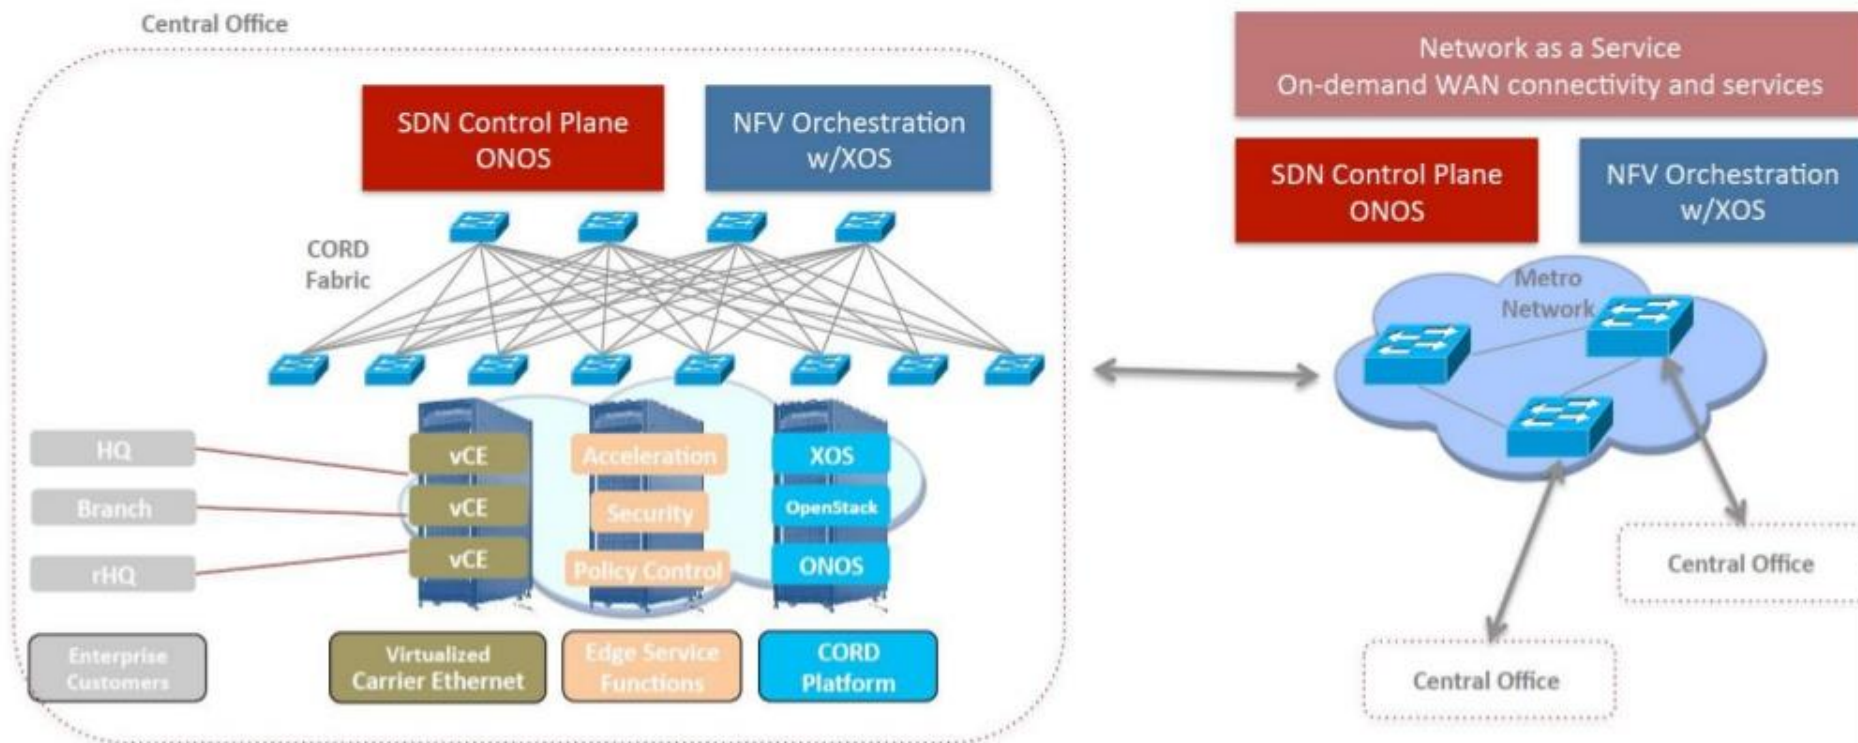 Central Office
SDN Control Plane
ONOS
NFV Orchestration
w/XOS
CORD
Fabric
HQ
Branch
rHQ
vCE
vCE
vCE
Acceleration
Security
Policy Control
XOS
OpenStack
ONOS
Enterprise
Customers
Virtualized
Carrier Ethernet
Edge Service
Functions
CORD
Platform
Network as a Service
On-demand WAN connectivity and services
SDN Control Plane
ONOS
NFV Orchestration
w/XOS
Metro
Network
Central Office
Central Office